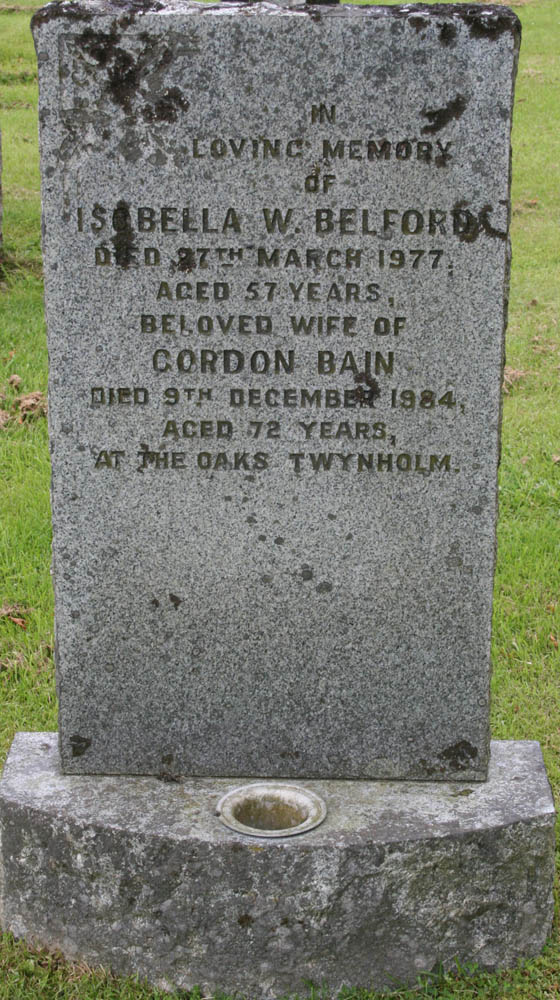 IN
LOVING MEMORY
OF
ISABELLA W. BELFORD
DIED 27TH MARCH 1977,
AGED 57 YEARS,
BELOVED WIFE OF
GORDON BAIN
DIED 9TH DECEMBER 1984,
AGED 72 YEARS,
AT THE OAKS TWYNHOLM.